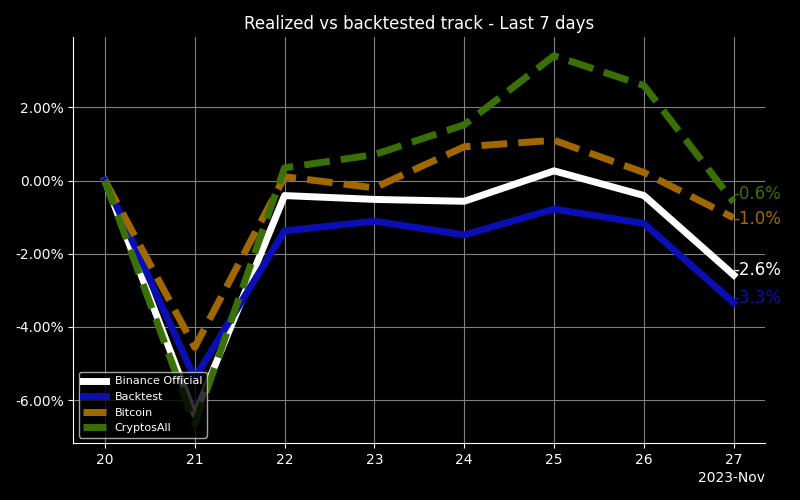 Realized vs backtested track - Last 7 days
2.00%
0.00%
-2.00%
-4.00%
-6.00%
-0.6%
-1.0%
-2.6%
-3.3%
Binance Official
Backtest
Bitcoin
CryptosAll
20 21 22 23 24 25 26 27
2023-Nov